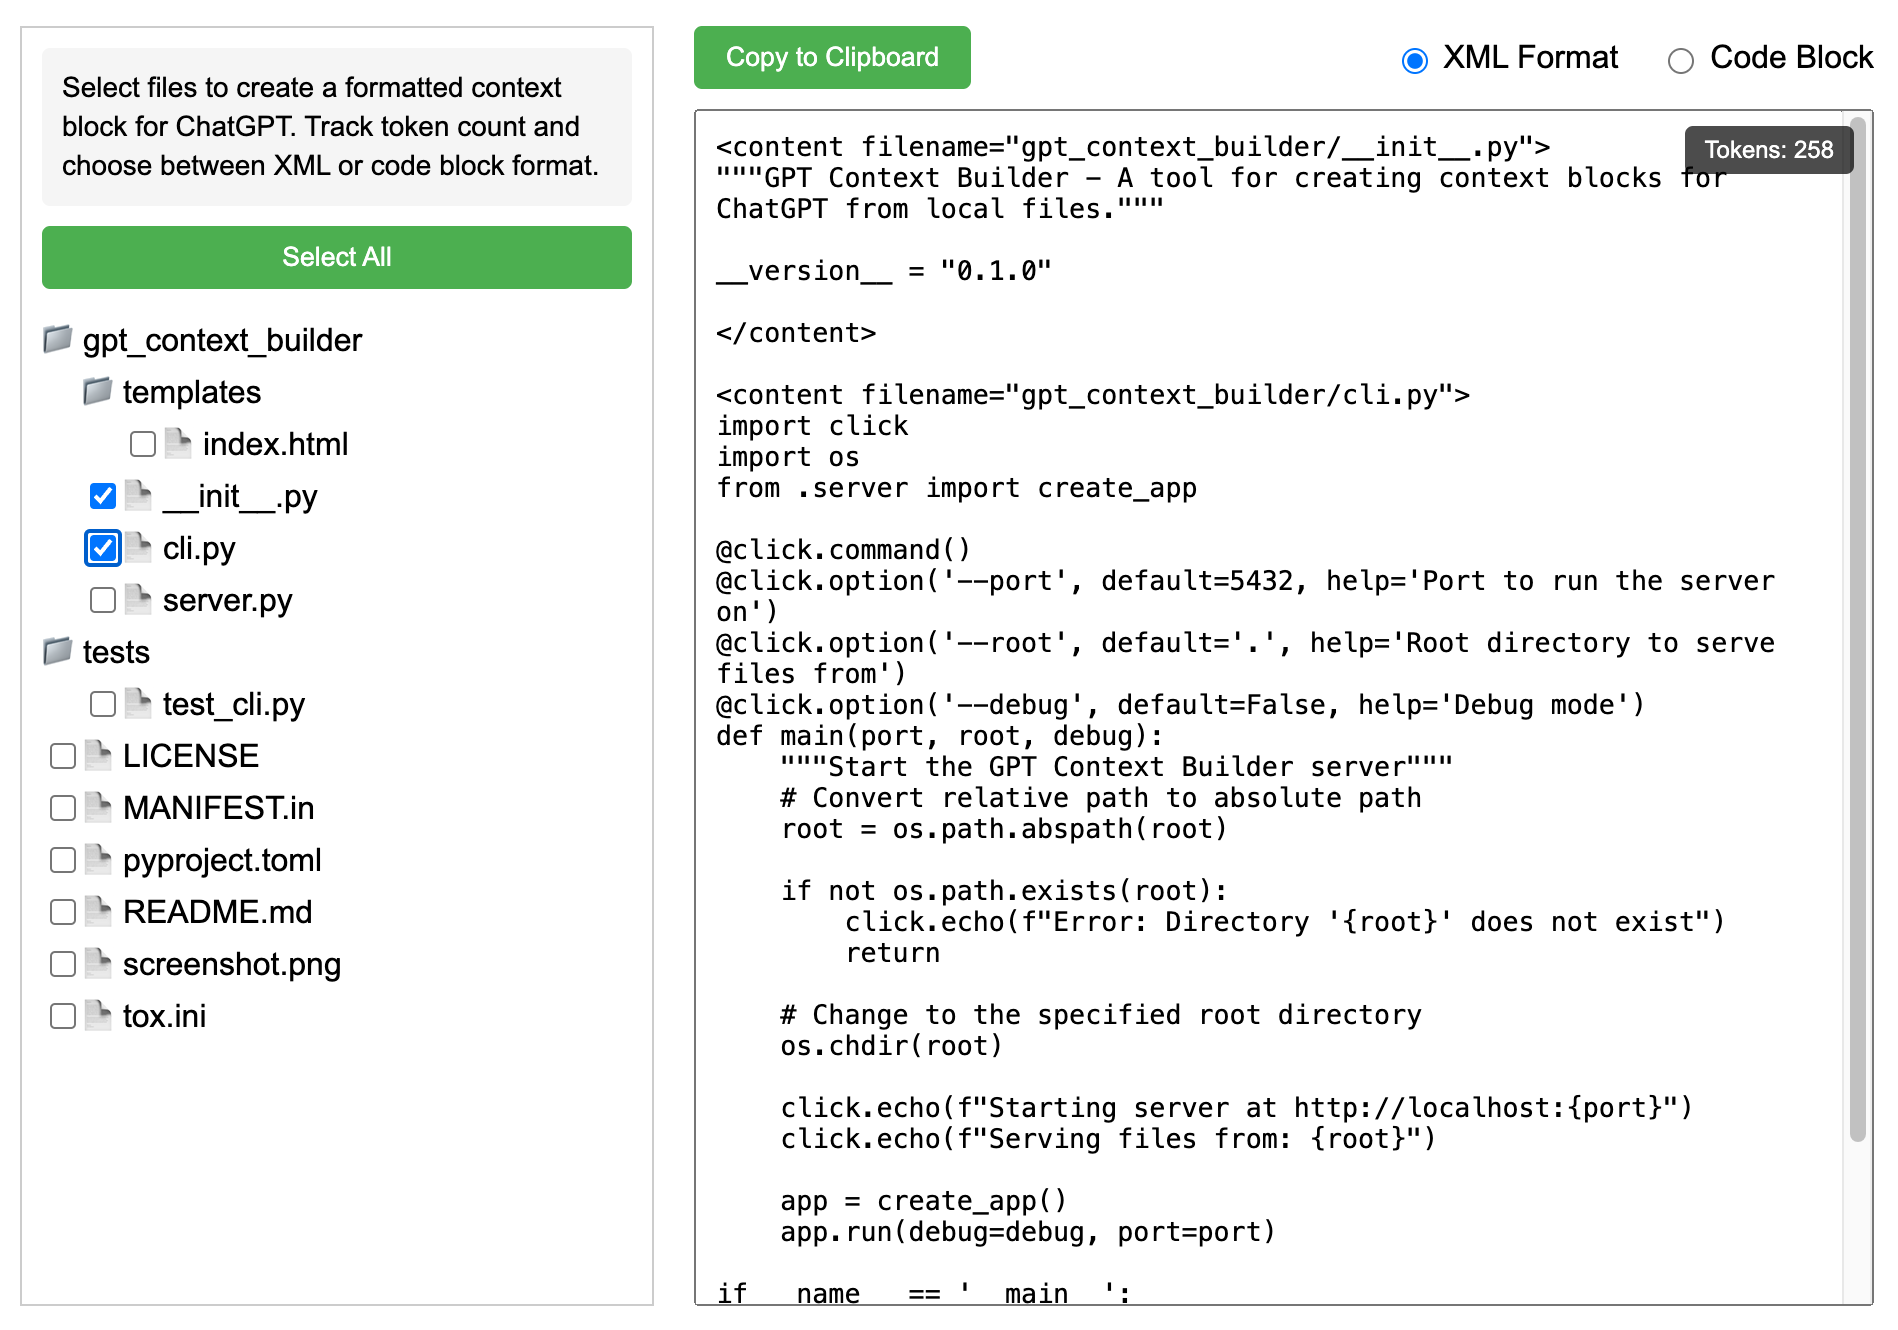 Select files to create a formatted context
block for ChatGPT. Track token count and
choose between XML or code block format.
Select All
gpt_context_builder
templates
index.html
__init__.py
cli.py
server.py
tests
test_cli.py
LICENSE
MANIFEST.in
pyproject.toml
README.md
screenshot.png
tox.ini
Copy to Clipboard
XML Format
Code Block
Tokens: 258
<content filename="gpt_context_builder/__init__.py">
"""GPT Context Builder – A tool for creating context blocks for
ChatGPT from local files."""

__version__ = "0.1.0"

</content>

<content filename="gpt_context_builder/cli.py">
import click
import os
from .server import create_app

@click.command()
@click.option('--port', default=5432, help='Port to run the server
on')
@click.option('--root', default='.', help='Root directory to serve
files from')
@click.option('--debug', default=False, help='Debug mode')
def main(port, root, debug):
    """Start the GPT Context Builder server"""
    # Convert relative path to absolute path
    root = os.path.abspath(root)

    if not os.path.exists(root):
        click.echo(f"Error: Directory '{root}' does not exist")
        return

    # Change to the specified root directory
    os.chdir(root)

    click.echo(f"Starting server at http://localhost:{port}")
    click.echo(f"Serving files from: {root}")

    app = create_app()
    app.run(debug=debug, port=port)

if __name__ == '__main__':